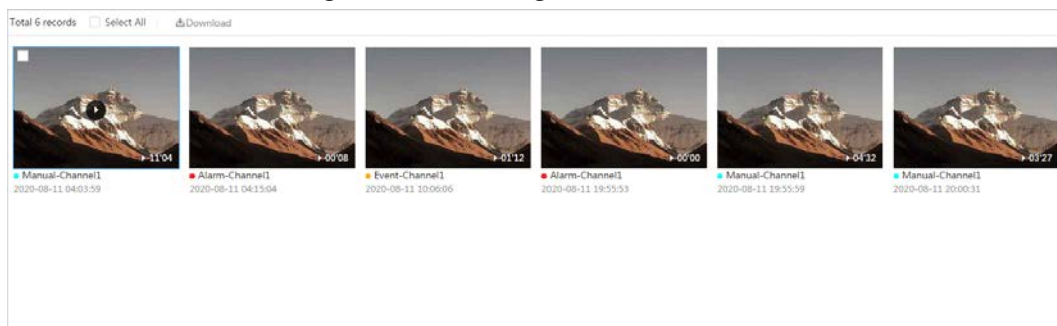 Total 6 records Select All Download
11'04 00'08 01'12 00'00 04'32 03'27
Manual-Channel1 Alarm-Channel1 Event-Channel1 Alarm-Channel1 Manual-Channel1 Manual-Channel1
2020-08-11 04:03:59 2020-08-11 04:15:04 2020-08-11 10:06:06 2020-08-11 19:55:53 2020-08-11 19:55:59 2020-08-11 20:00:31